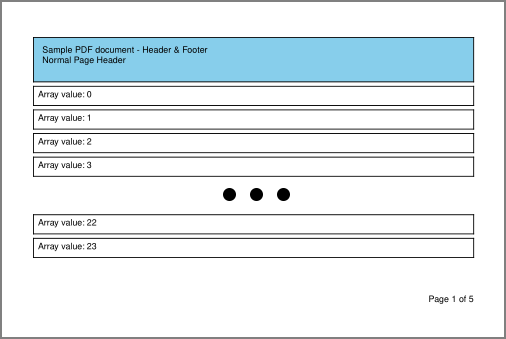 Sample PDF document - Header & Footer
Normal Page Header
Array value: 0
Array value: 1
Array value: 2
Array value: 3
Array value: 22
Array value: 23
Page 1 of 5